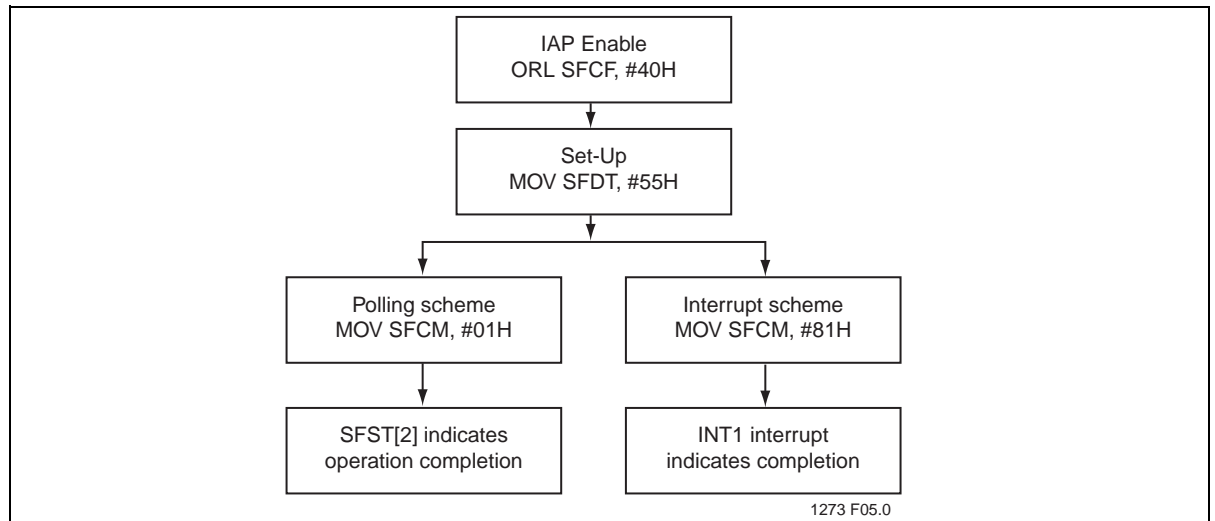 IAP Enable
ORL SFCF, #40H
Set-Up
MOV SFDT, #55H
Polling scheme
MOV SFCM, #01H
Interrupt scheme
MOV SFCM, #81H
SFST[2] indicates
operation completion
INT1 interrupt
indicates completion
1273 F05.0